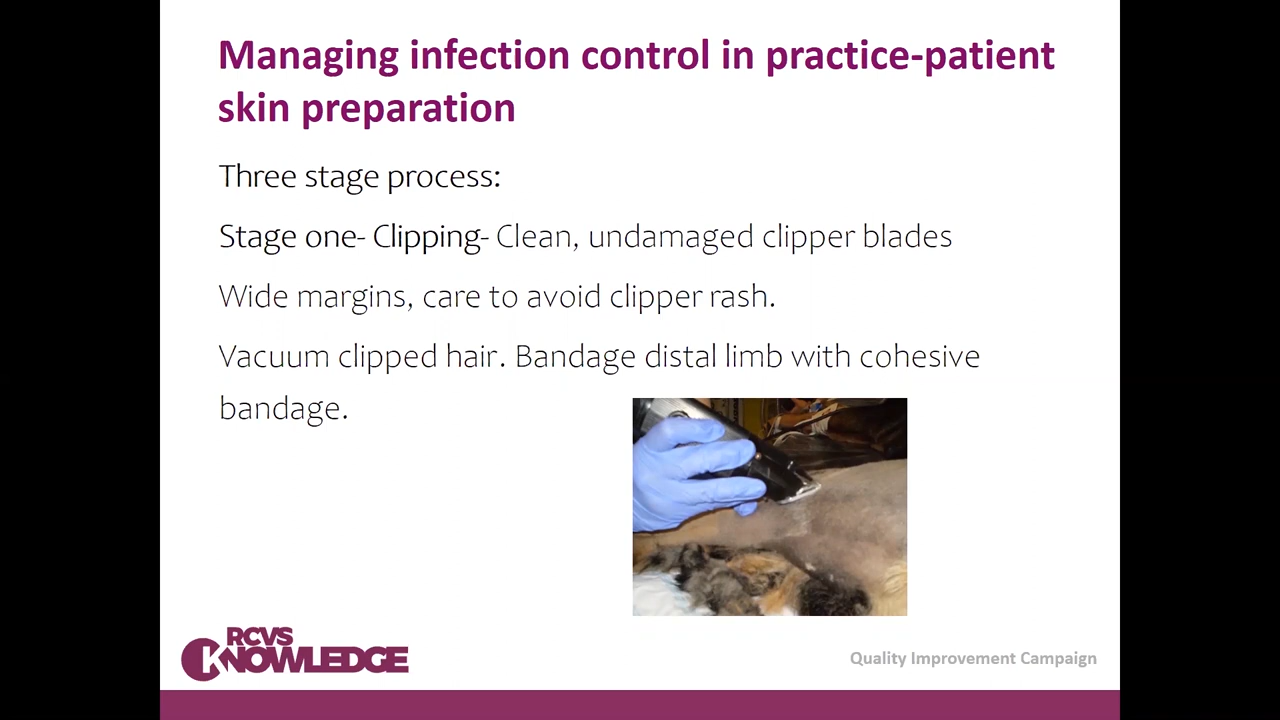 Managing infection control in practice-patient
skin preparation
Three stage process:
Stage one- Clipping- Clean, undamaged clipper blades
Wide margins, care to avoid clipper rash.
Vacuum clipped hair. Bandage distal limb with cohesive
bandage.
RCVS
KNOWLEDGE
Quality Improvement Campaign